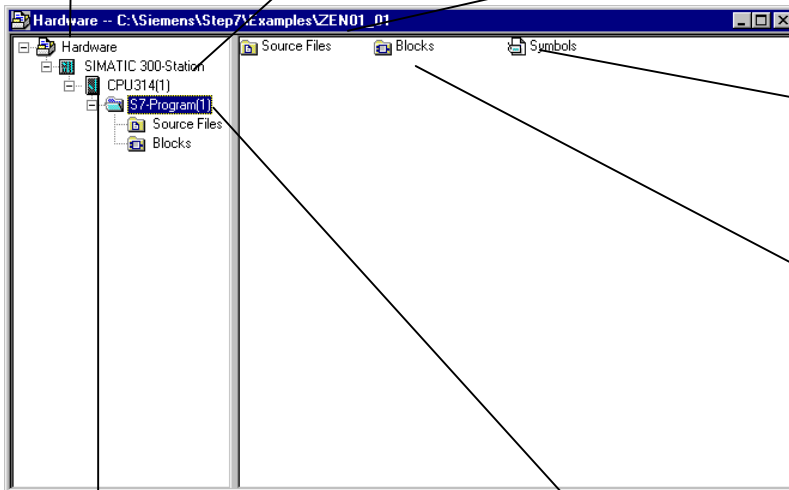 Hardware -- C:\Siemens\Step7\Examples\ZEN01_01
Hardware
SIMATIC 300-Station
CPU314(1)
S7-Program(1)
Source Files
Blocks
Source Files
Blocks
Symbols